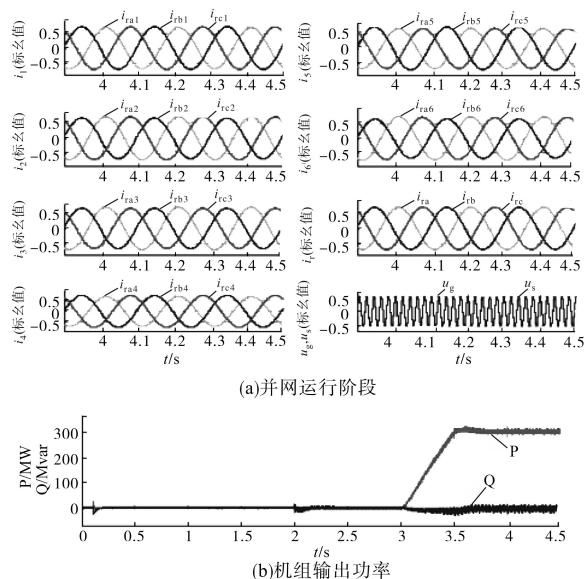 i₁(标幺值) 0.5 0 −0.5 ira1 irb1 irc1 4 4.1 4.2 4.3 4.4 4.5
i₅(标幺值) 0.5 0 −0.5 ira5 irb5 irc5 4 4.1 4.2 4.3 4.4 4.5
i₂(标幺值) 0.5 0 −0.5 ira2 irb2 irc2 4 4.1 4.2 4.3 4.4 4.5
i₆(标幺值) 0.5 0 −0.5 ira6 irb6 irc6 4 4.1 4.2 4.3 4.4 4.5
i₃(标幺值) 0.5 0 −0.5 ira3 irb3 irc3 4 4.1 4.2 4.3 4.4 4.5
ir(标幺值) 0.5 0 −0.5 ira irb irc 4 4.1 4.2 4.3 4.4 4.5
i₄(标幺值) 0.5 0 −0.5 ira4 irb4 irc4 4 4.1 4.2 4.3 4.4 4.5
ug,us(标幺值) 0.5 0 −0.5 ug us 4 4.1 4.2 4.3 4.4 4.5
t/s t/s
(a)并网运行阶段
P/MW
Q/Mvar
300
200
100
0
P
Q
0 0.5 1 1.5 2 2.5 3 3.5 4 4.5
t/s
(b)机组输出功率